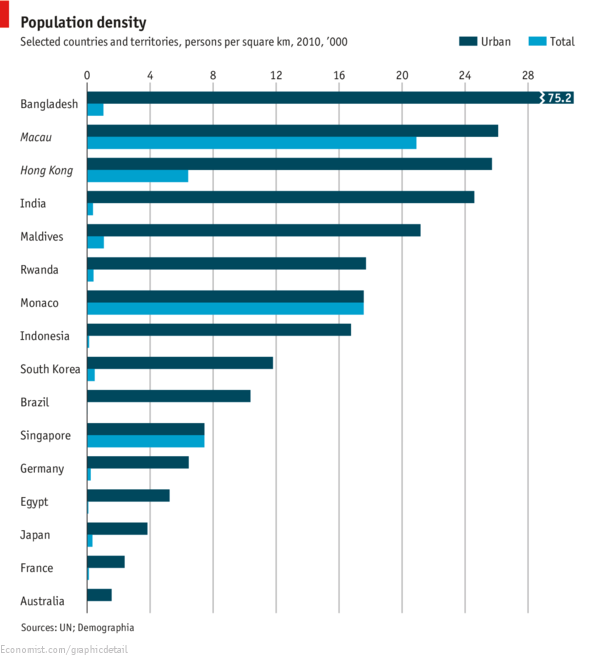 Population density
Selected countries and territories, persons per square km, 2010, ’000
Urban Total
0 4 8 12 16 20 24 28
Bangladesh 75.2
Macau
Hong Kong
India
Maldives
Rwanda
Monaco
Indonesia
South Korea
Brazil
Singapore
Germany
Egypt
Japan
France
Australia
Sources: UN; Demographia
Economist.com/graphicdetail